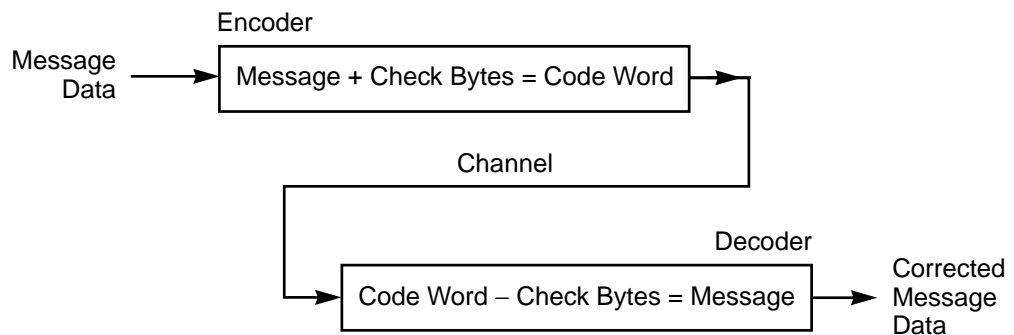 Encoder
Message
Data
Message + Check Bytes = Code Word
Channel
Decoder
Code Word – Check Bytes = Message
Corrected
Message
Data